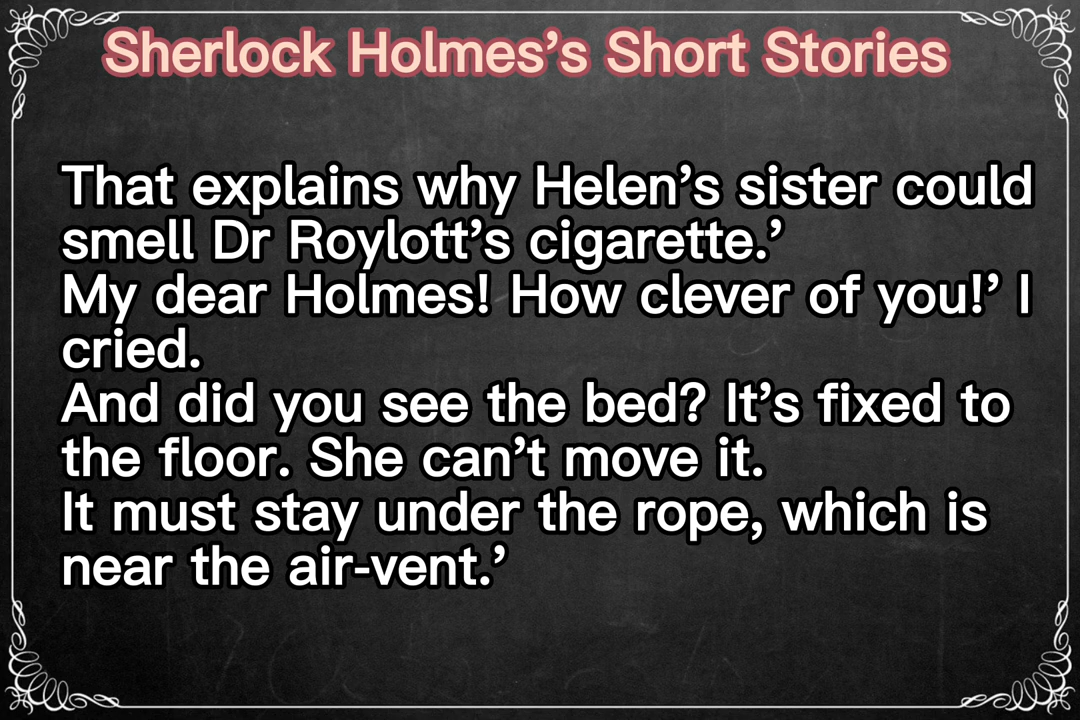 Sherlock Holmes’s Short Stories
That explains why Helen’s sister could
smell Dr Roylott’s cigarette.’
My dear Holmes! How clever of you!’ I
cried.
And did you see the bed? It’s fixed to
the floor. She can’t move it.
It must stay under the rope, which is
near the air-vent.’